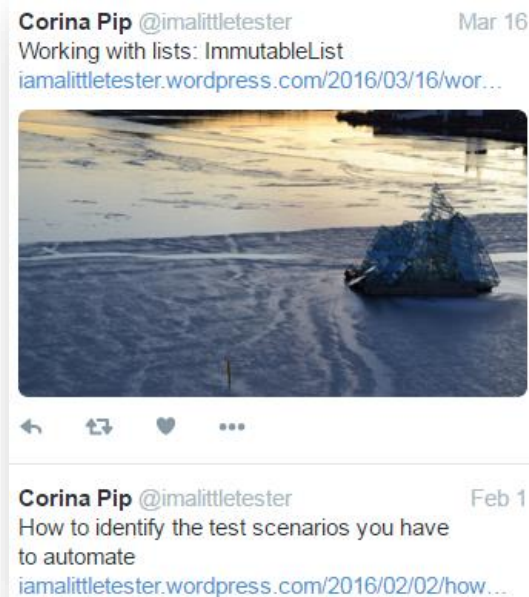 Corina Pip @imalittletester Mar 16
Working with lists: ImmutableList
iamalittletester.wordpress.com/2016/03/16/wor…
Corina Pip @imalittletester Feb 1
How to identify the test scenarios you have
to automate
iamalittletester.wordpress.com/2016/02/02/how…